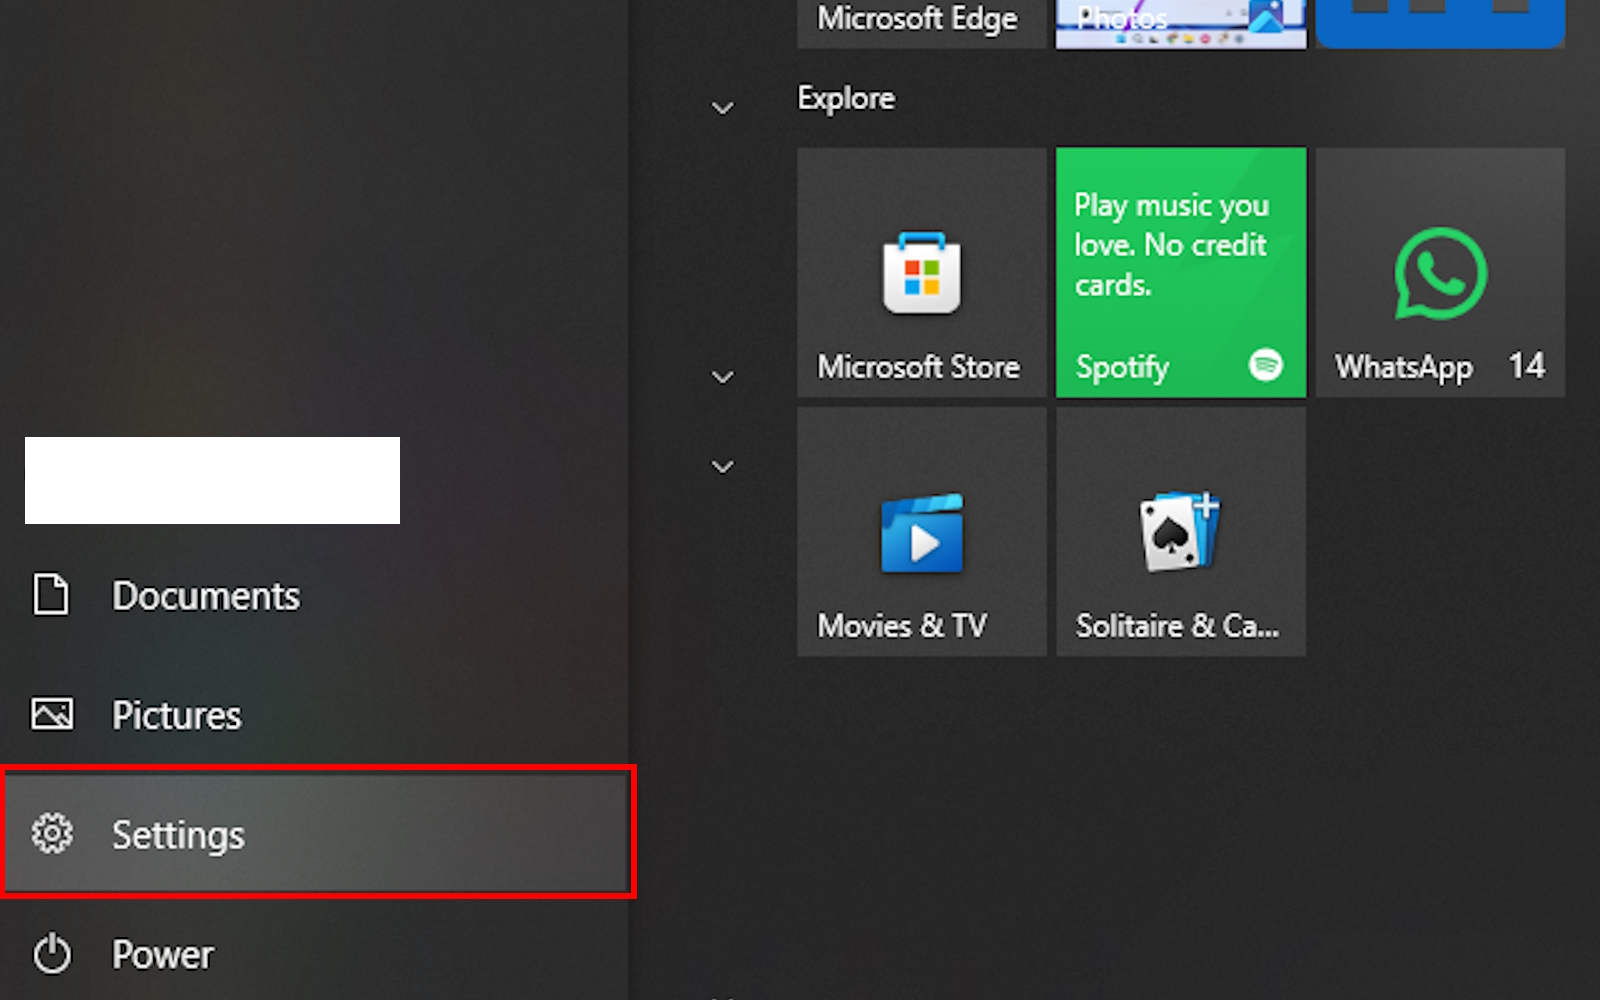 Microsoft Edge
Photos
Explore
Play music you
love. No credit
cards.
Microsoft Store
Spotify
WhatsApp 14
Movies & TV
Solitaire & Ca...
Documents
Pictures
Settings
Power